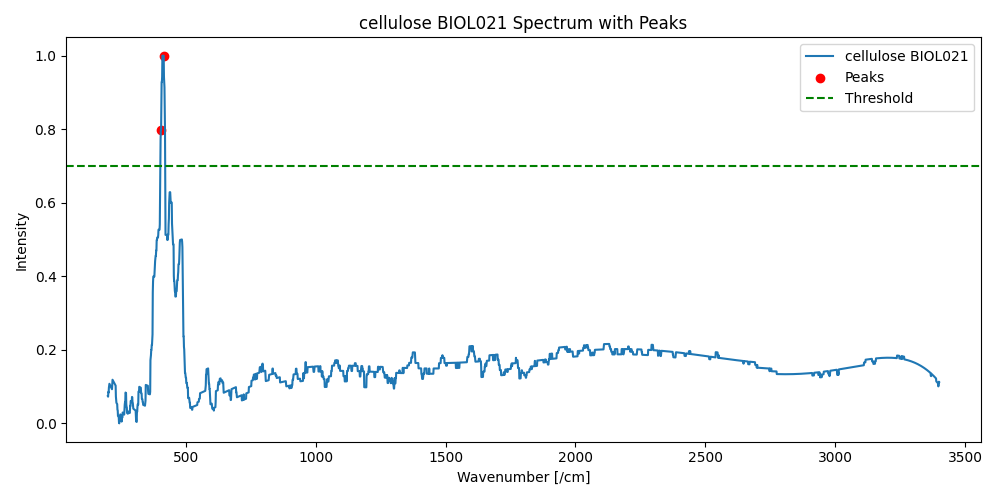 cellulose BIOL021 Spectrum with Peaks
cellulose BIOL021
Peaks
Threshold
Intensity
1.0
0.8
0.6
0.4
0.2
0.0
500 1000 1500 2000 2500 3000 3500
Wavenumber [/cm]